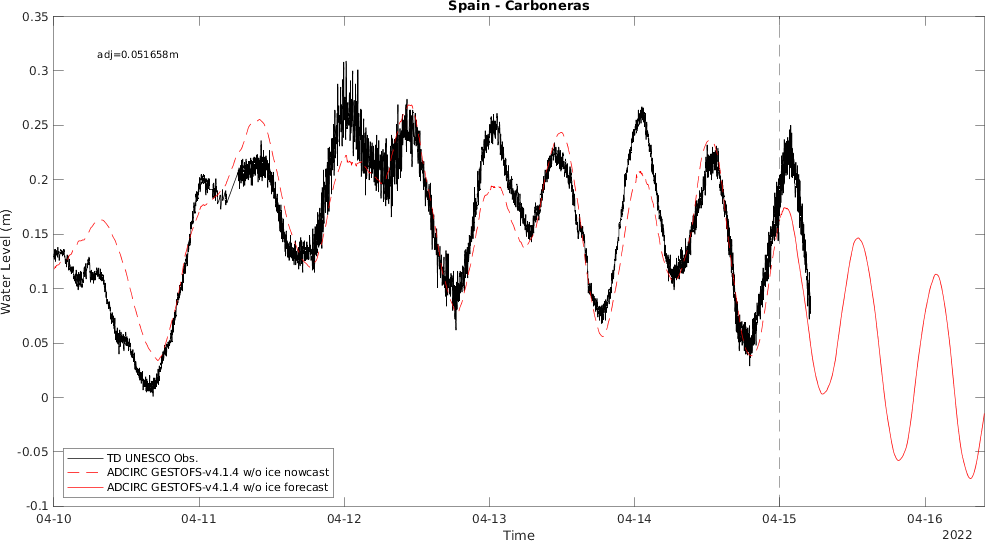 Spain - Carboneras
adj=0.051658m
0.35
0.3
0.25
0.2
0.15
0.1
0.05
0
-0.05
-0.1
Water Level (m)
TD UNESCO Obs.
ADCIRC GESTOFS-v4.1.4 w/o ice nowcast
ADCIRC GESTOFS-v4.1.4 w/o ice forecast
04-10 04-11 04-12 04-13 04-14 04-15 04-16
Time
2022